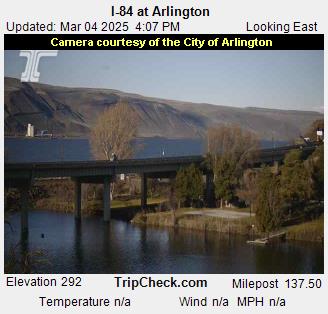 I-84 at Arlington
Updated: Mar 04 2025 4:07 PM Looking East
Camera courtesy of the City of Arlington
Elevation 292 TripCheck.com Milepost 137.50
Temperature n/a Wind n/a MPH n/a